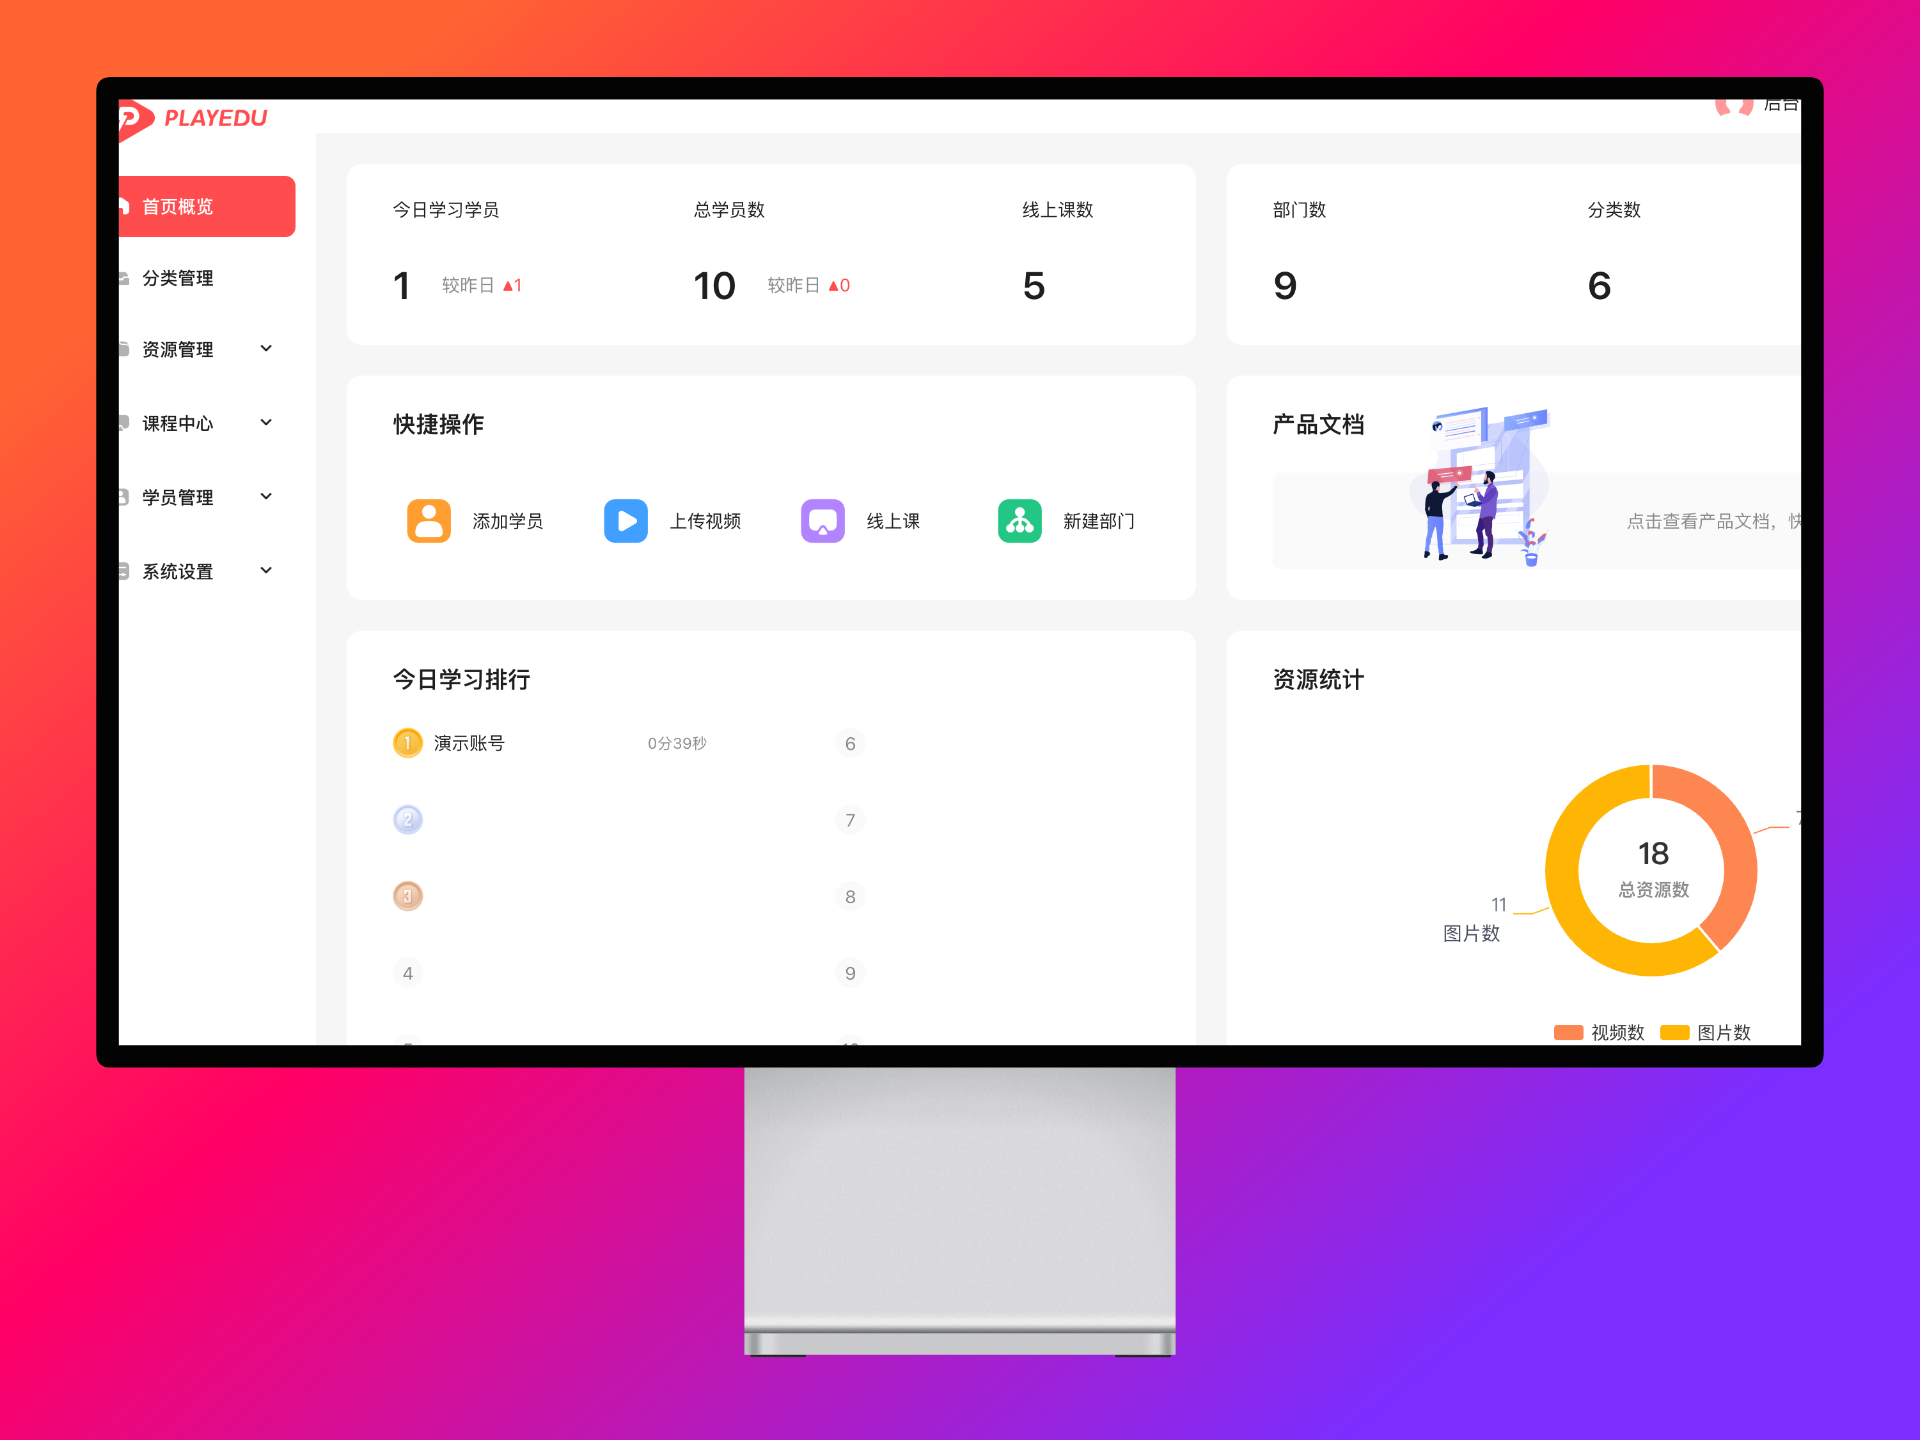 PLAYEDU
后台
首页概览
分类管理
资源管理
课程中心
学员管理
系统设置
今日学习学员
总学员数
线上课数
1 较昨日 ▲1
10 较昨日 ▲0
5
部门数
分类数
9
6
快捷操作
添加学员
上传视频
线上课
新建部门
产品文档
点击查看产品文档，快
今日学习排行
1 演示账号 0分39秒
2
3
4
6
7
8
9
资源统计
18
总资源数
11
图片数
视频数
图片数